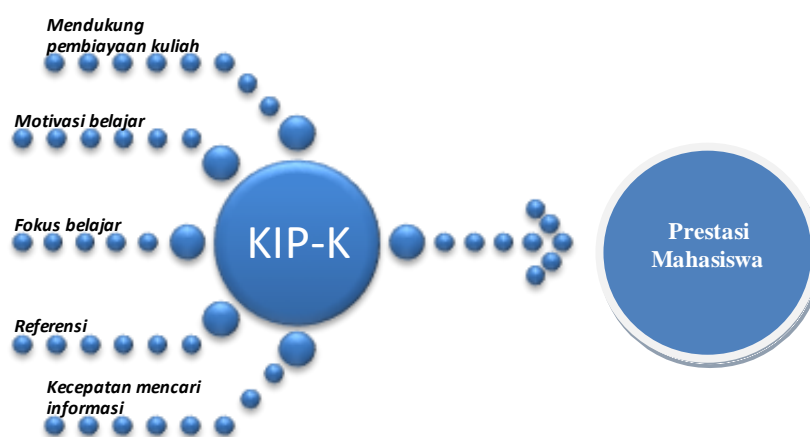 Mendukung
pembiayaan kuliah
Motivasi belajar
Fokus belajar
Referensi
Kecepatan mencari
informasi
KIP-K
Prestasi
Mahasiswa